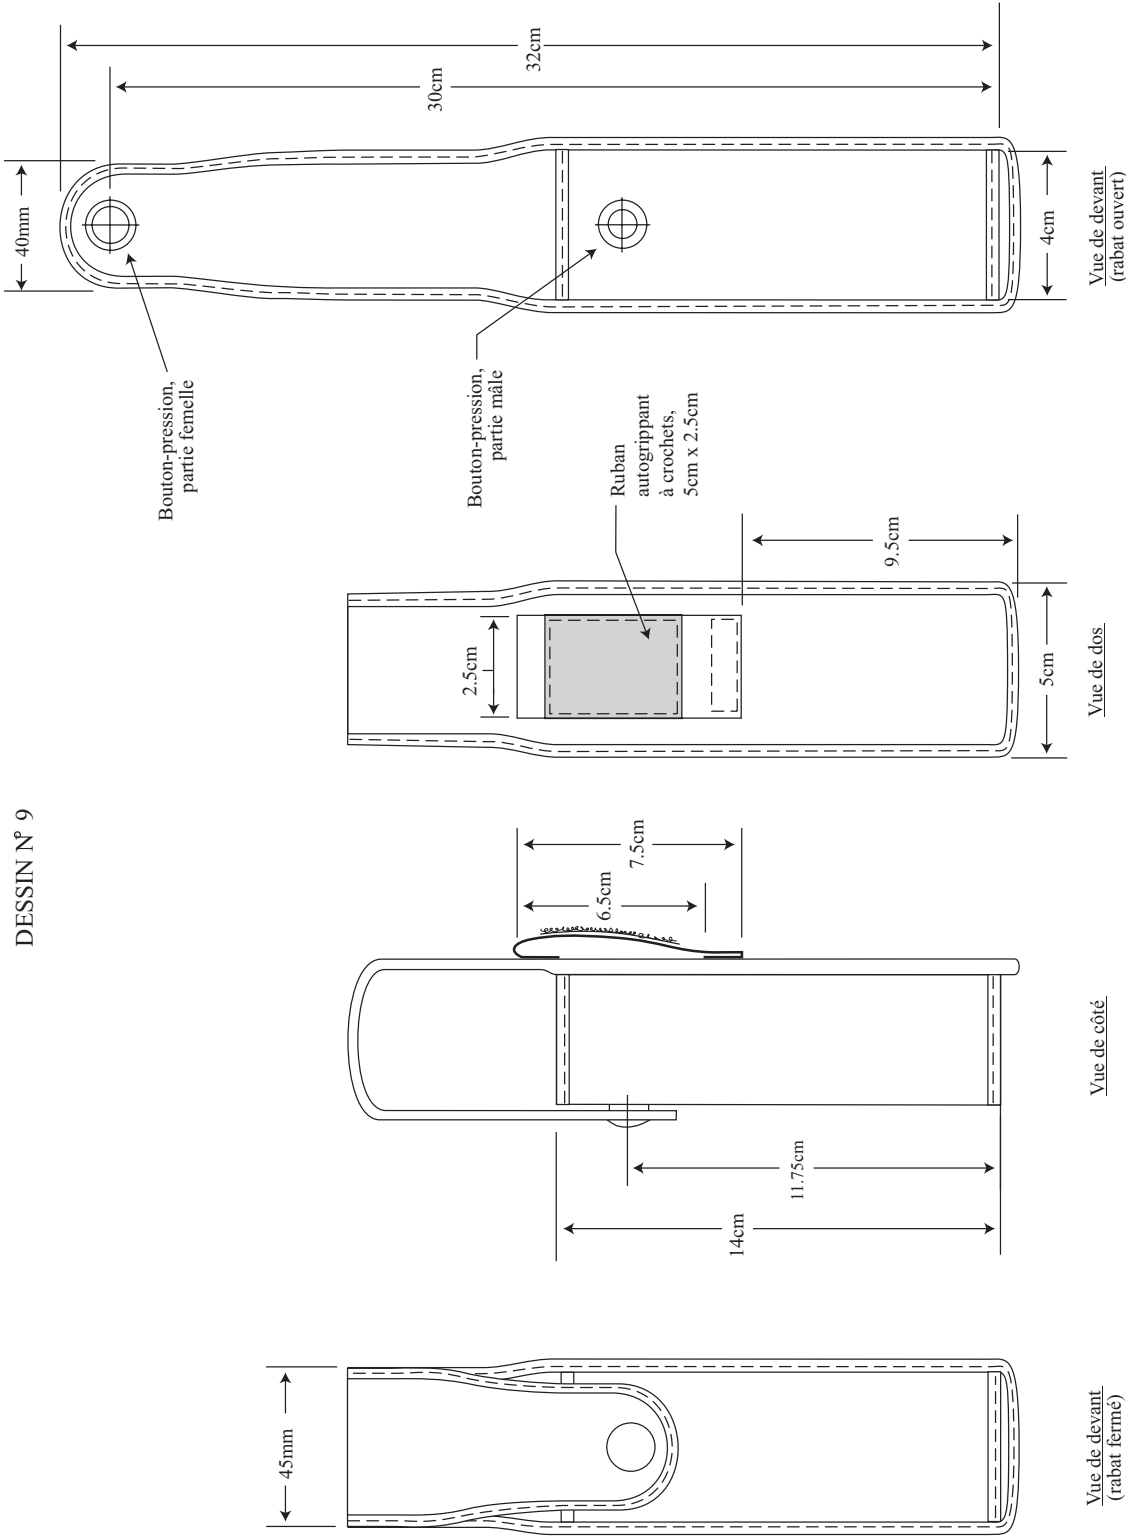 DESSIN Nº 9
45mm
Vue de devant
(rabat fermé)
14cm
11.75cm
6.5cm
7.5cm
Vue de côté
2.5cm
Ruban
autogrippant
à crochets,
5cm x 2.5cm
9.5cm
5cm
Vue de dos
40mm
32cm
30cm
Bouton-pression,
partie femelle
Bouton-pression,
partie mâle
4cm
Vue de devant
(rabat ouvert)